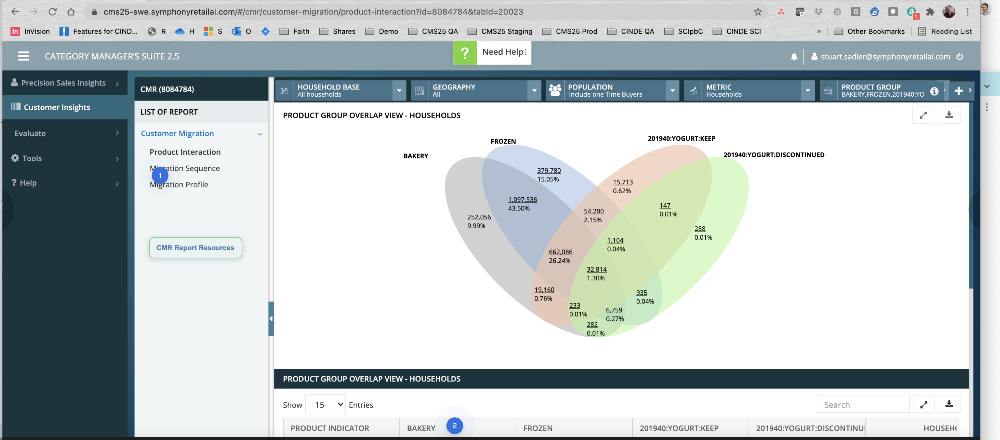 cms25-swe.symphonyretailai.com/#/cmr/customer-migration/product-interaction?id=8084784&tabId=20023
1
in InVision ! Features for CIND... R H S O Faith Shares Demo CMS25 QA CMS25 Staging CMS25 Prod CINDE QA SCIpbC CINDE SCI » Other Bookmarks Reading List
CATEGORY MANAGER'S SUITE 2.5
? Need Help
stuart.sadler@symphonyretailai.com
Precision Sales Insights
Customer Insights
Evaluate
Tools
? Help
CMR (8084784)
LIST OF REPORT
Customer Migration
Product Interaction
Migration Sequence
1
Migration Profile
CMR Report Resources
HOUSEHOLD BASE
All households
GEOGRAPHY
All
POPULATION
Include one Time Buyers
METRIC
Households
PRODUCT GROUP
BAKERY,FROZEN,201940:YO
PRODUCT GROUP OVERLAP VIEW - HOUSEHOLDS
BAKERY
FROZEN
201940:YOGURT:KEEP
201940:YOGURT:DISCONTINUED
379,780
15.05%
15,713
0.62%
1,097,536
43.50%
54,200
2.15%
147
0.01%
252,056
9.99%
288
0.01%
1,104
0.04%
662,086
26.24%
32,814
1.30%
19,160
0.76%
935
0.04%
233
0.01%
6,759
0.27%
282
0.01%
PRODUCT GROUP OVERLAP VIEW - HOUSEHOLDS
Show 15 Entries
Search
PRODUCT INDICATOR BAKERY 2 FROZEN 201940:YOGURT:KEEP 201940:YOGURT:DISCONTINU HOUSEH